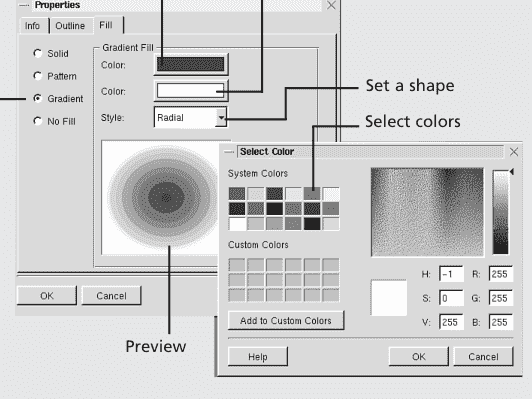 Properties
Info
Outline
Fill
Gradient Fill
Solid
Color:
Pattern
Color:
Gradient
Style:
Radial
No Fill
Set a shape
Select colors
Select Color
System Colors
Custom Colors
H: -1 R: 255
S: 0 G: 255
V: 255 B: 255
Add to Custom Colors
OK
Cancel
Preview
Help
OK
Cancel